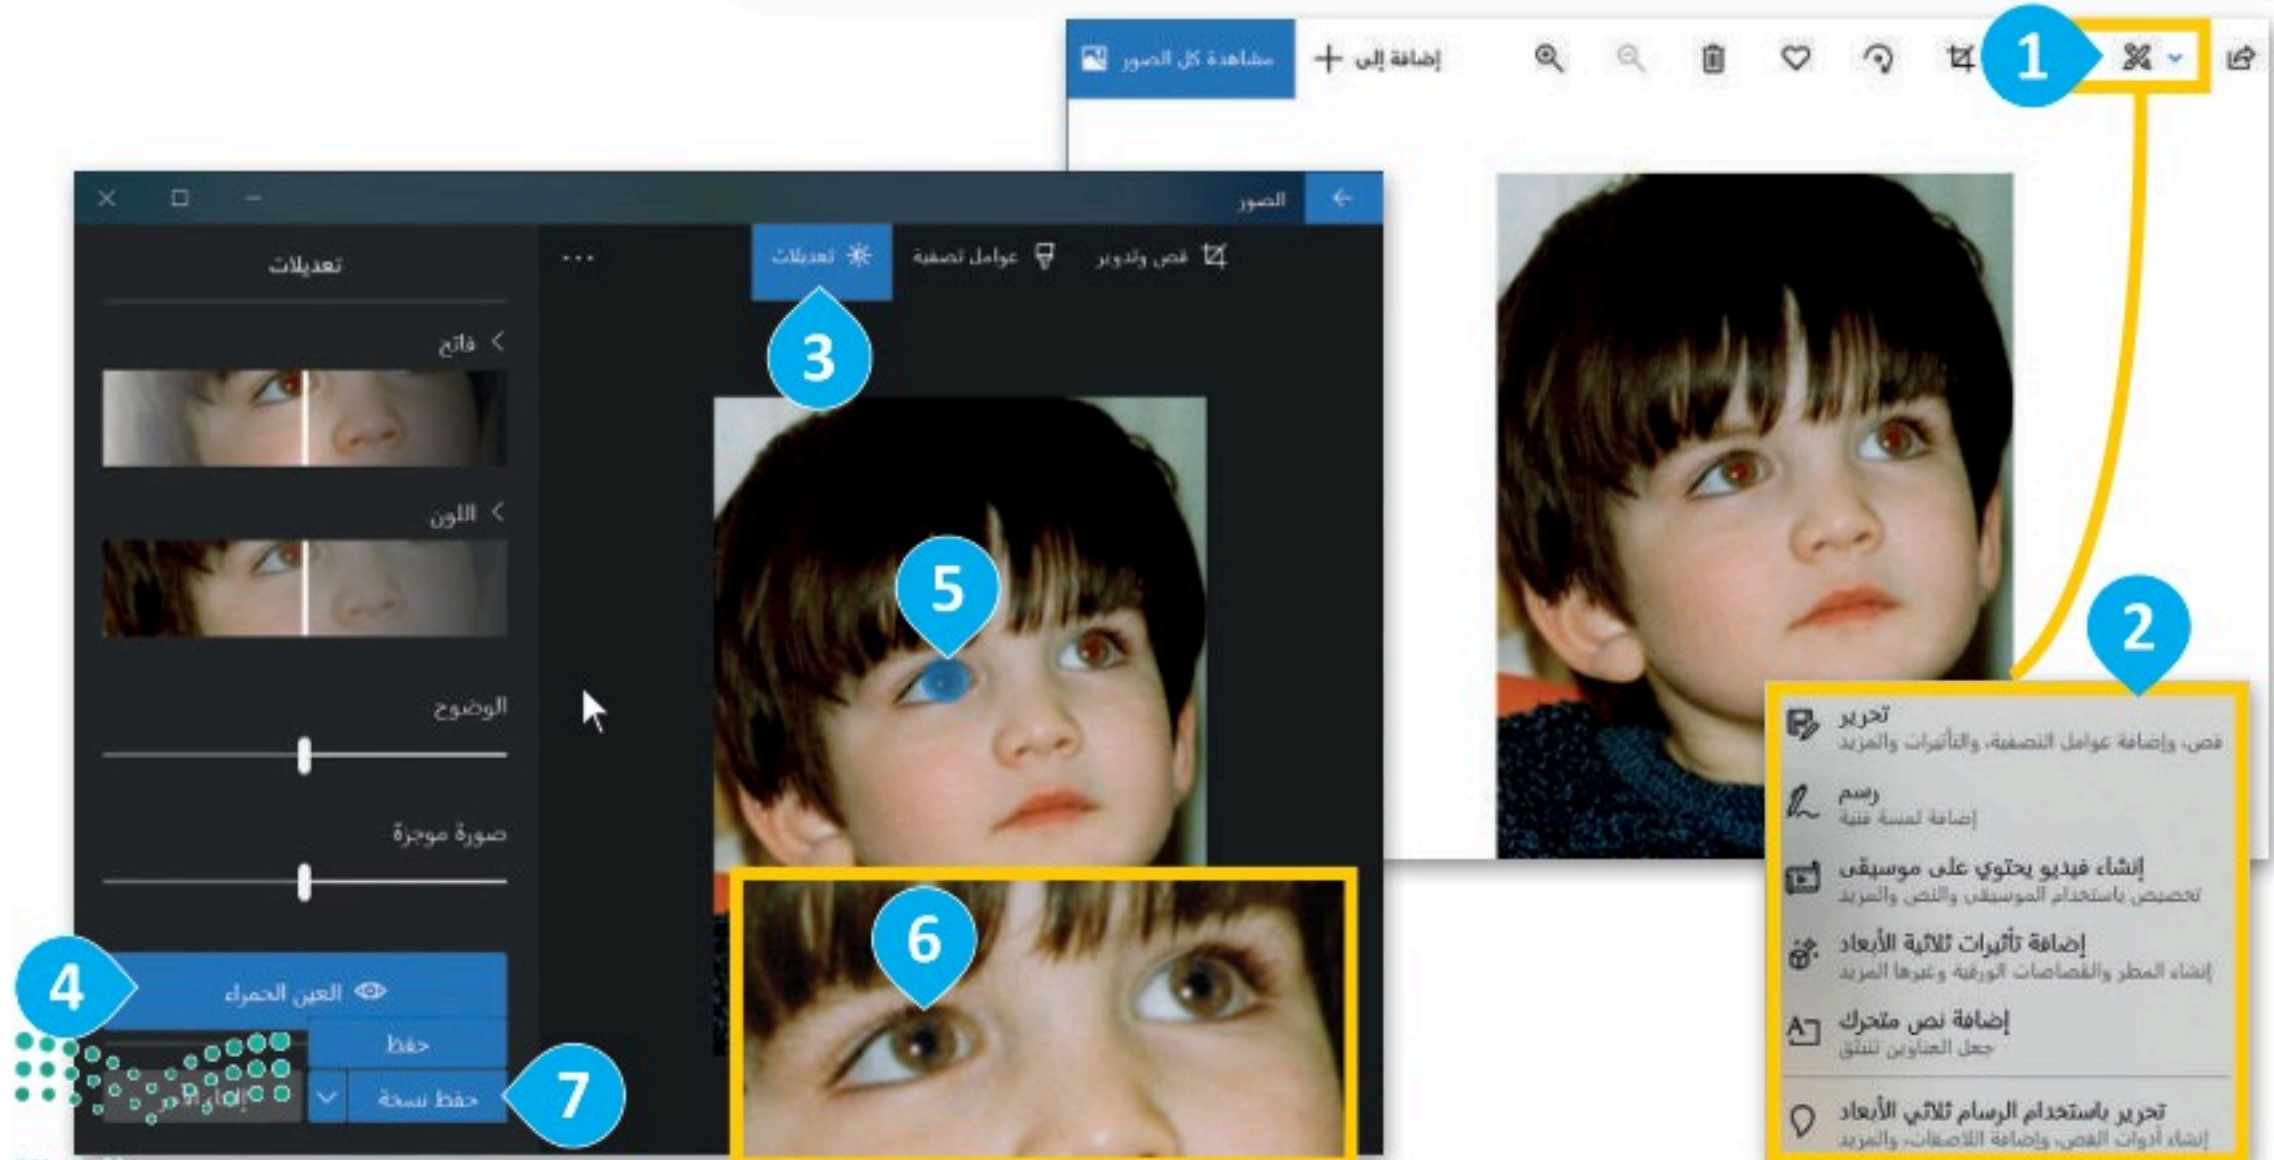 مشاهدة كل الصور
إضافة إلى
1
الصور
قص وتدوير
عوامل تصفية
تعديلات
تعديلات
3
فاتح
اللون
الوضوح
صورة موجزة
5
2
تحرير
قص، وإضافة عوامل التصفية، والتأثيرات والمزيد
رسم
إضافة لمسة فنية
إنشاء فيديو يحتوي على موسيقى
تخصيص باستخدام الموسيقى والنص والمزيد
إضافة تأثيرات ثلاثية الأبعاد
إنشاء المطر والقصاصات الورقية وغيرها المزيد
إضافة نص متحرك
جعل العناوين تنبثق
تحرير باستخدام الرسام ثلاثي الأبعاد
إنشاء أدوات القص، وإضافة اللاصقات، والمزيد
4
العين الحمراء
6
حفظ
حفظ نسخة
7